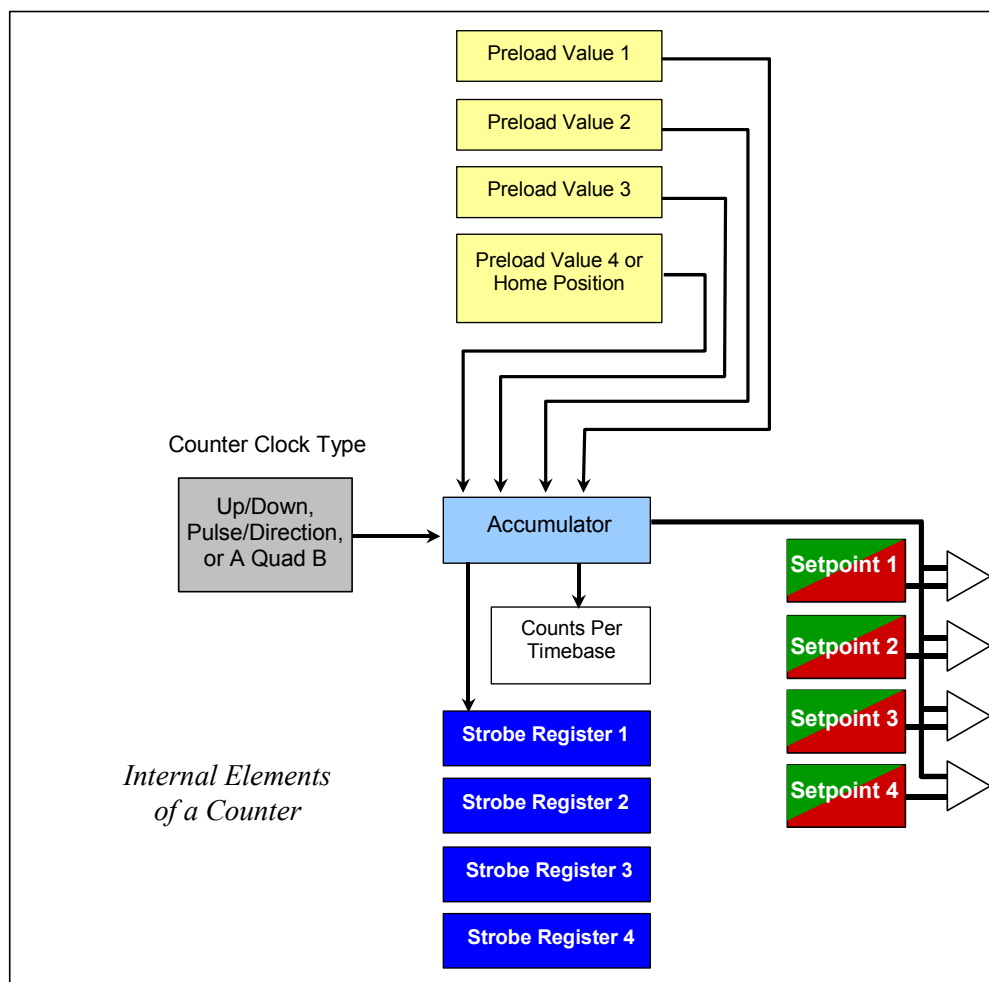 Preload Value 1
Preload Value 2
Preload Value 3
Preload Value 4 or
Home Position
Counter Clock Type
Up/Down,
Pulse/Direction,
or A Quad B
Accumulator
Setpoint 1
Counts Per
Timebase
Setpoint 2
Setpoint 3
Setpoint 4
Strobe Register 1
Strobe Register 2
Strobe Register 3
Strobe Register 4
Internal Elements
of a Counter